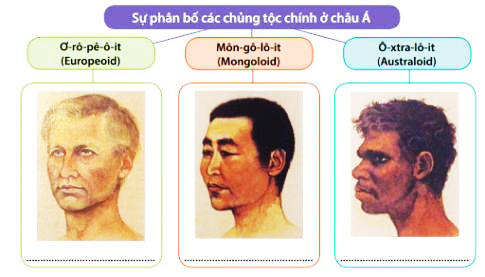 Sự phân bố các chủng tộc chính ở châu Á
Ơ-rô-pê-ô-it
(Europeoid)
Môn-gô-lô-it
(Mongoloid)
Ô-xtra-lô-it
(Australoid)